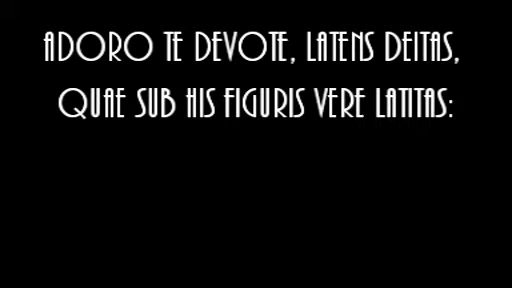 ADORO TE DEVOTE, LATENS DEITAS,
QUAE SUB HIS FIGURIS VERE LATITAS: